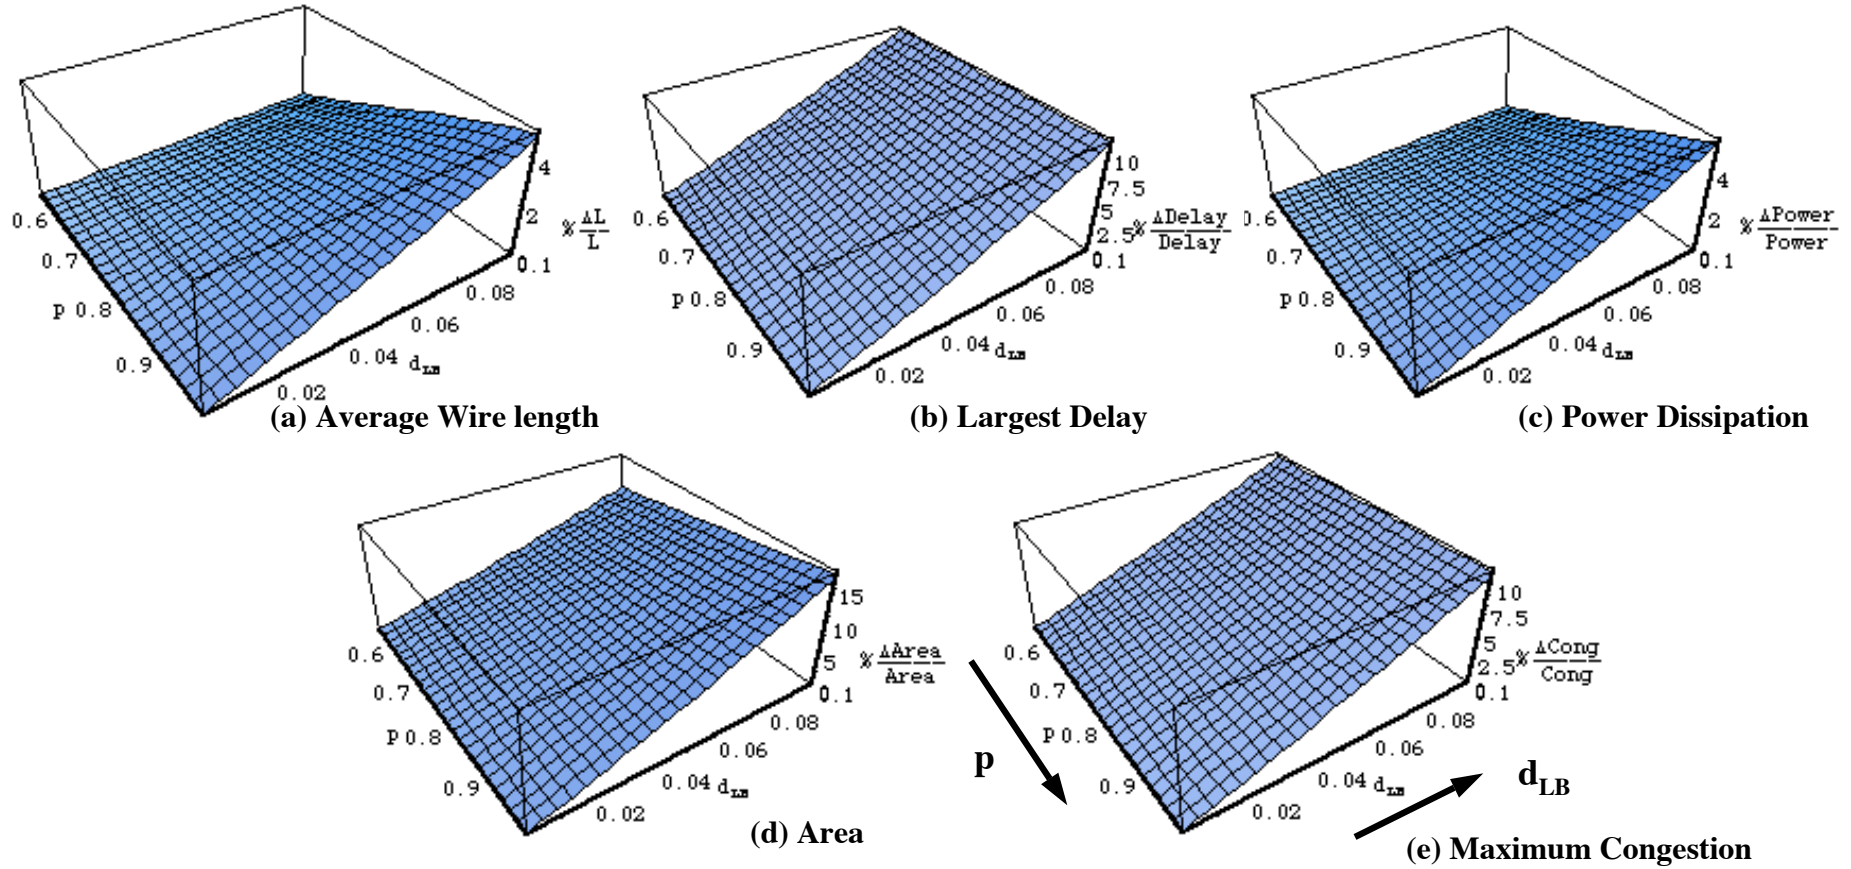 0.6
0.7
p 0.8
0.9
0.02
0.04 d_LB
0.06
0.08
0.1
0
2
4
% ΔL
L
(a) Average Wire length
0.6
0.7
p 0.8
0.9
0.02
0.04 d_LB
0.06
0.08
0.1
0
2.5
5
7.5
10
% ΔDelay
Delay
(b) Largest Delay
0.6
0.7
p 0.8
0.9
0.02
0.04 d_LB
0.06
0.08
0.1
0
2
4
% ΔPower
Power
(c) Power Dissipation
0.6
0.7
p 0.8
0.9
0.02
0.04 d_LB
0.06
0.08
0.1
0
5
10
15
% ΔArea
Area
(d) Area
0.6
0.7
p 0.8
0.9
0.02
0.04 d_LB
0.06
0.08
0.1
0
2.5
5
7.5
10
% ΔCong
Cong
p
d_LB
(e) Maximum Congestion